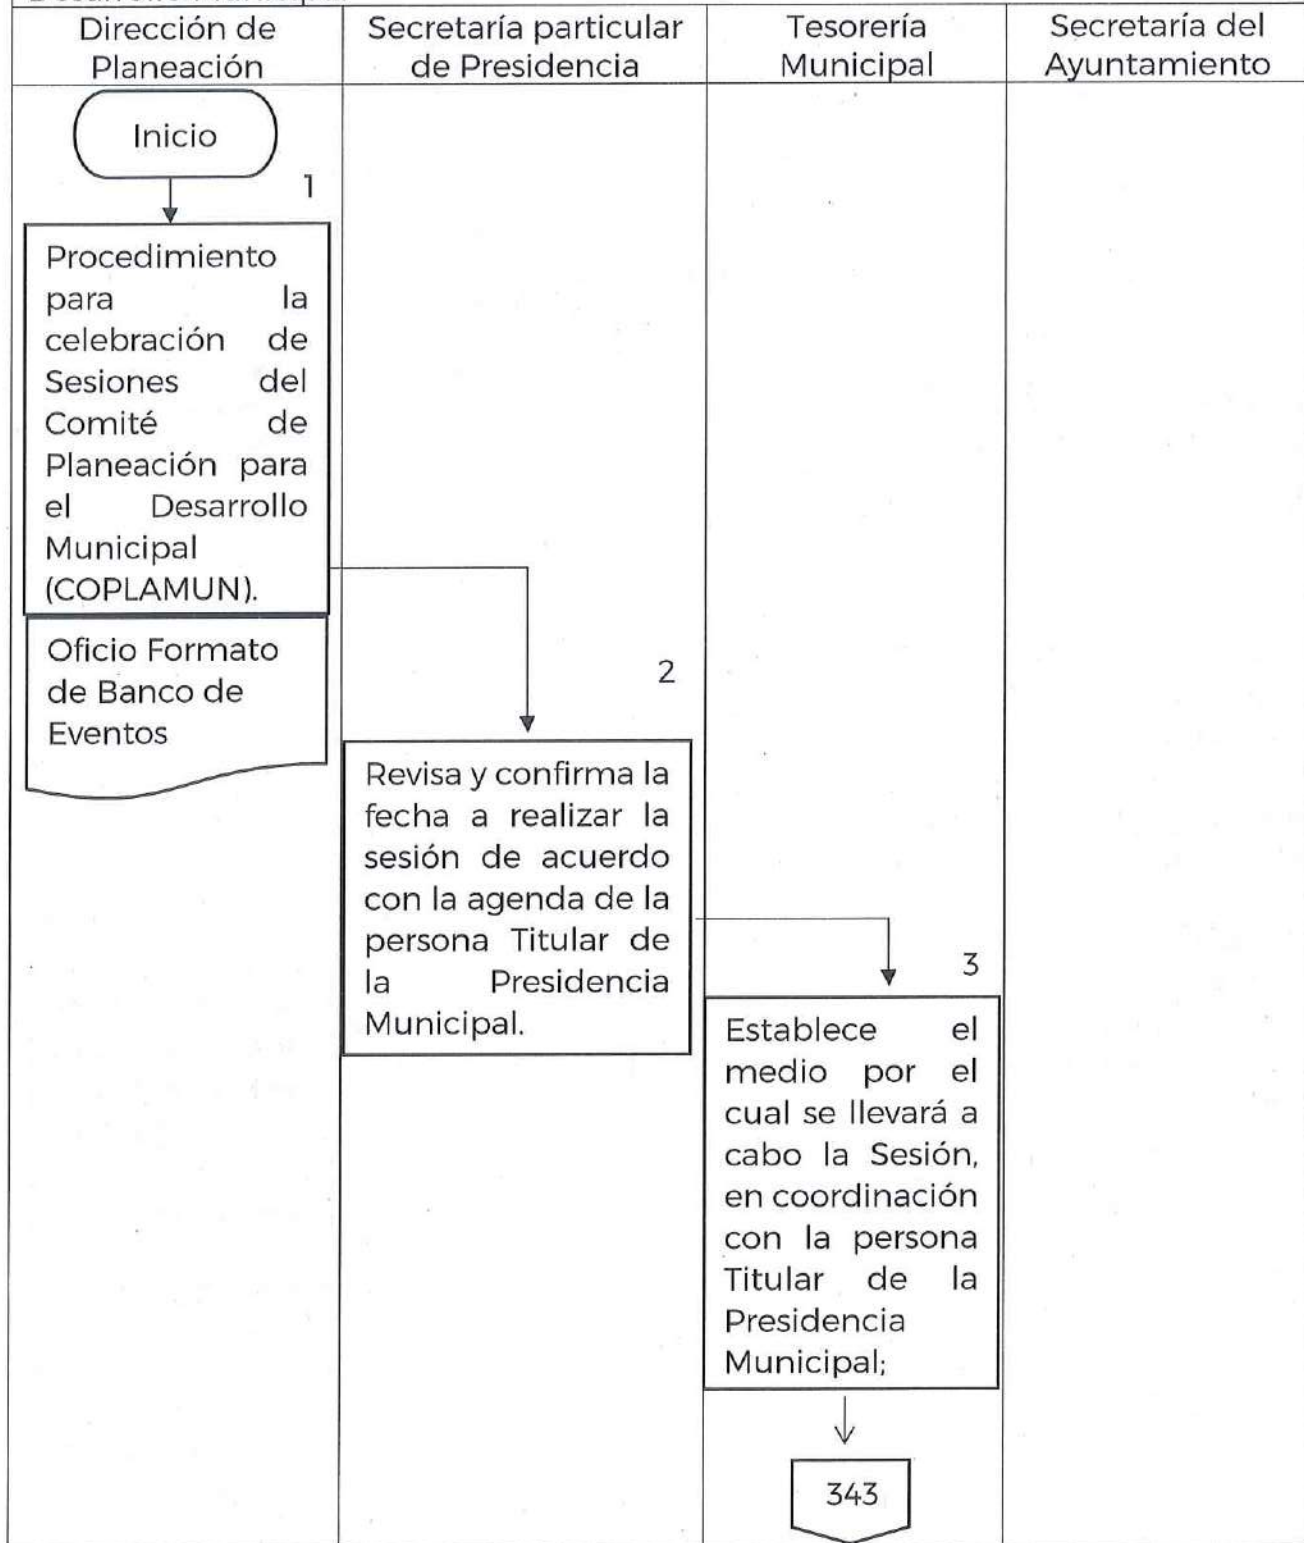 Dirección de
Planeación
Secretaría particular
de Presidencia
Tesorería
Municipal
Secretaría del
Ayuntamiento
Inicio
1
Procedimiento
para la
celebración de
Sesiones del
Comité de
Planeación para
el Desarrollo
Municipal
(COPLAMUN).
Oficio Formato
de Banco de
Eventos
2
Revisa y confirma la
fecha a realizar la
sesión de acuerdo
con la agenda de la
persona Titular de
la Presidencia
Municipal.
3
Establece el
medio por el
cual se llevará a
cabo la Sesión,
en coordinación
con la persona
Titular de la
Presidencia
Municipal;
343